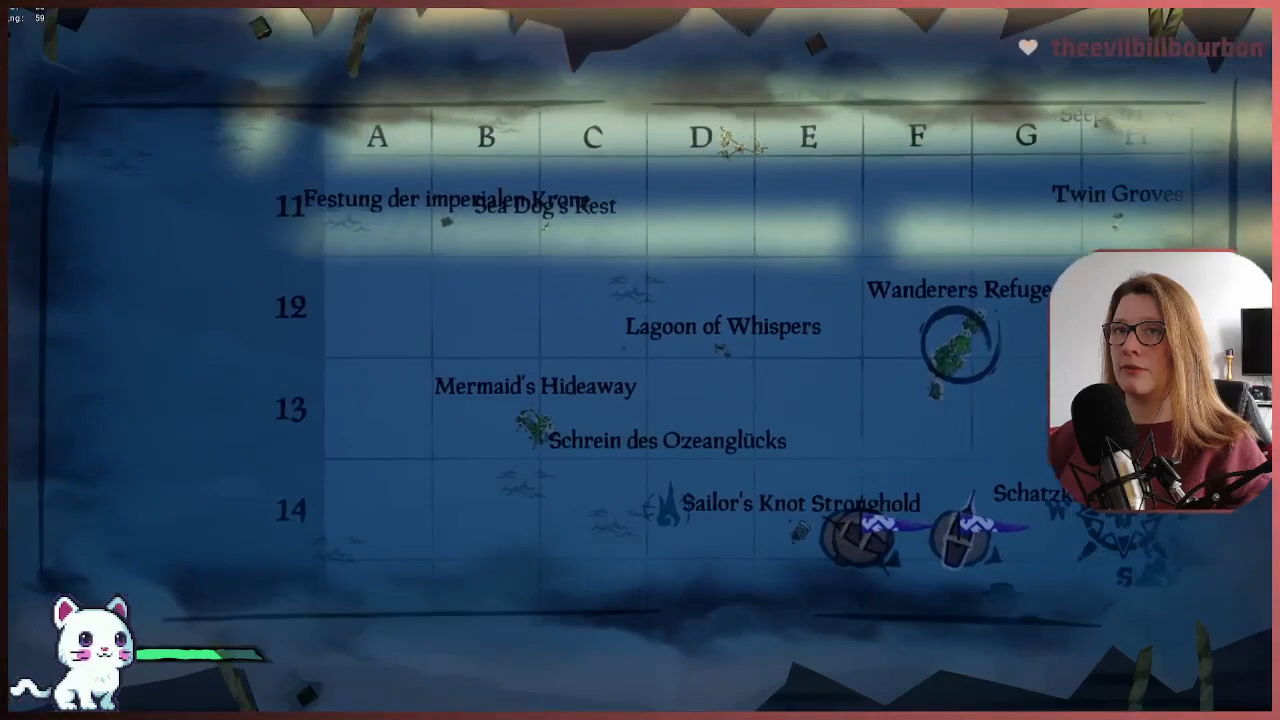 59
theevilbillbourbon
A B C D E F G H
11
Festung der imperialen Krone
Sea Dog's Rest
Twin Groves
12
Wanderers Refuge
Lagoon of Whispers
13
Mermaid's Hideaway
Schrein des Ozeanglücks
14
Sailor's Knot Stronghold
W
S